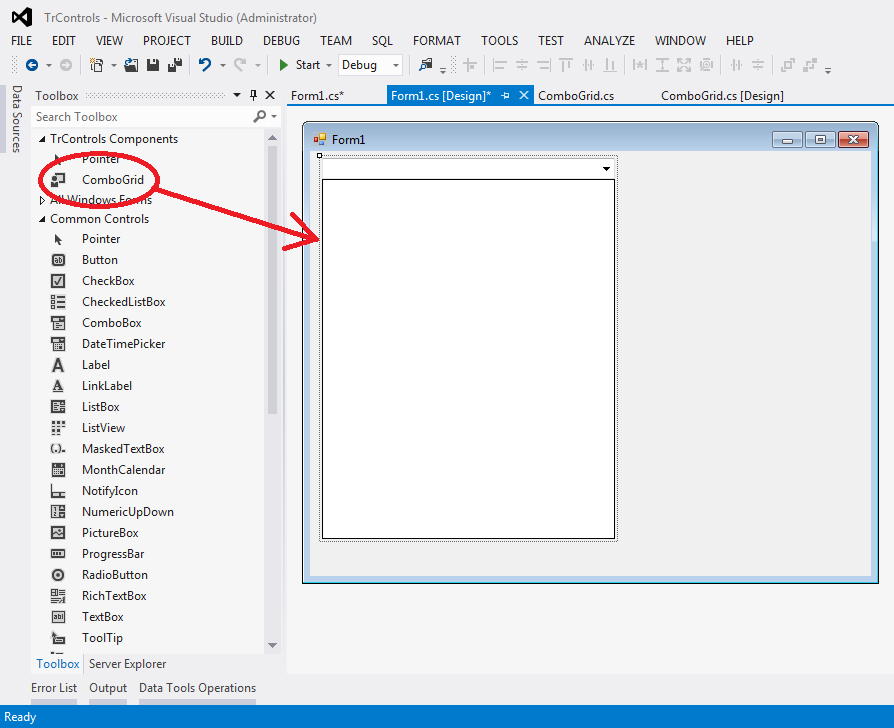 TrControls - Microsoft Visual Studio (Administrator)
FILE EDIT VIEW PROJECT BUILD DEBUG TEAM SQL FORMAT TOOLS TEST ANALYZE WINDOW HELP
Start Debug
Data Sources
Toolbox
Form1.cs* Form1.cs [Design]* ComboGrid.cs ComboGrid.cs [Design]
Search Toolbox
TrControls Components
Form1
Pointer
ComboGrid
All Windows Forms
Common Controls
Pointer
Button
CheckBox
CheckedListBox
ComboBox
DateTimePicker
Label
LinkLabel
ListBox
ListView
MaskedTextBox
MonthCalendar
NotifyIcon
NumericUpDown
PictureBox
ProgressBar
RadioButton
RichTextBox
TextBox
ToolTip
Toolbox Server Explorer
Error List Output Data Tools Operations
Ready